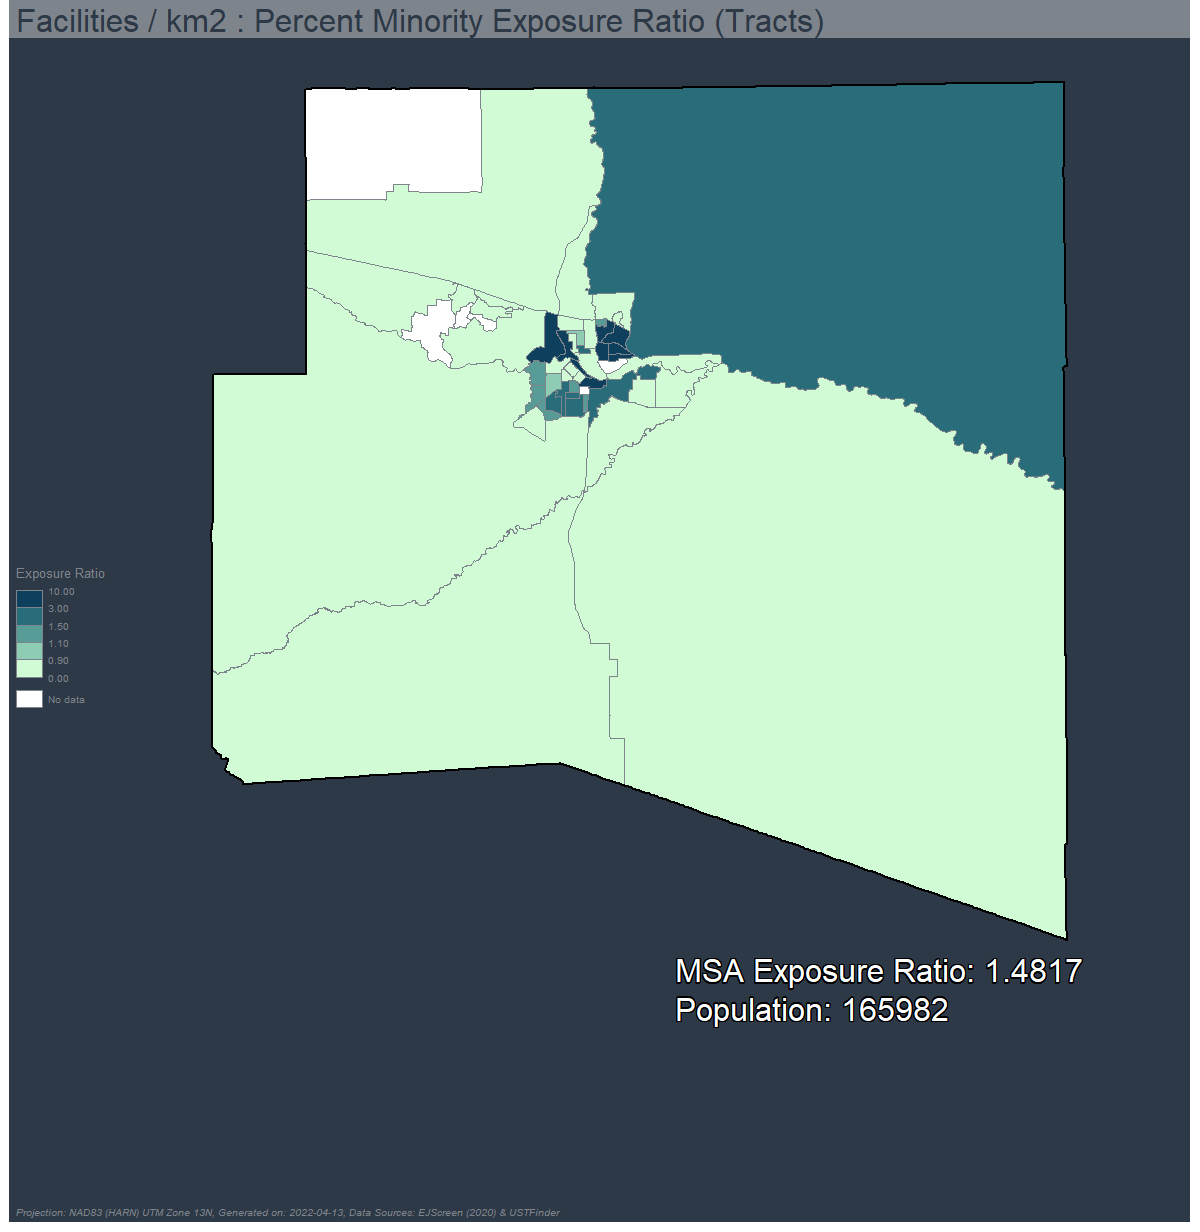 Facilities / km2 : Percent Minority Exposure Ratio (Tracts)
Exposure Ratio
10.00
3.00
1.50
1.10
0.90
0.00
No data
MSA Exposure Ratio: 1.4817
Population: 165982
Projection: NAD83 (HARN) UTM Zone 13N, Generated on: 2022-04-13, Data Sources: EJScreen (2020) & USTFinder